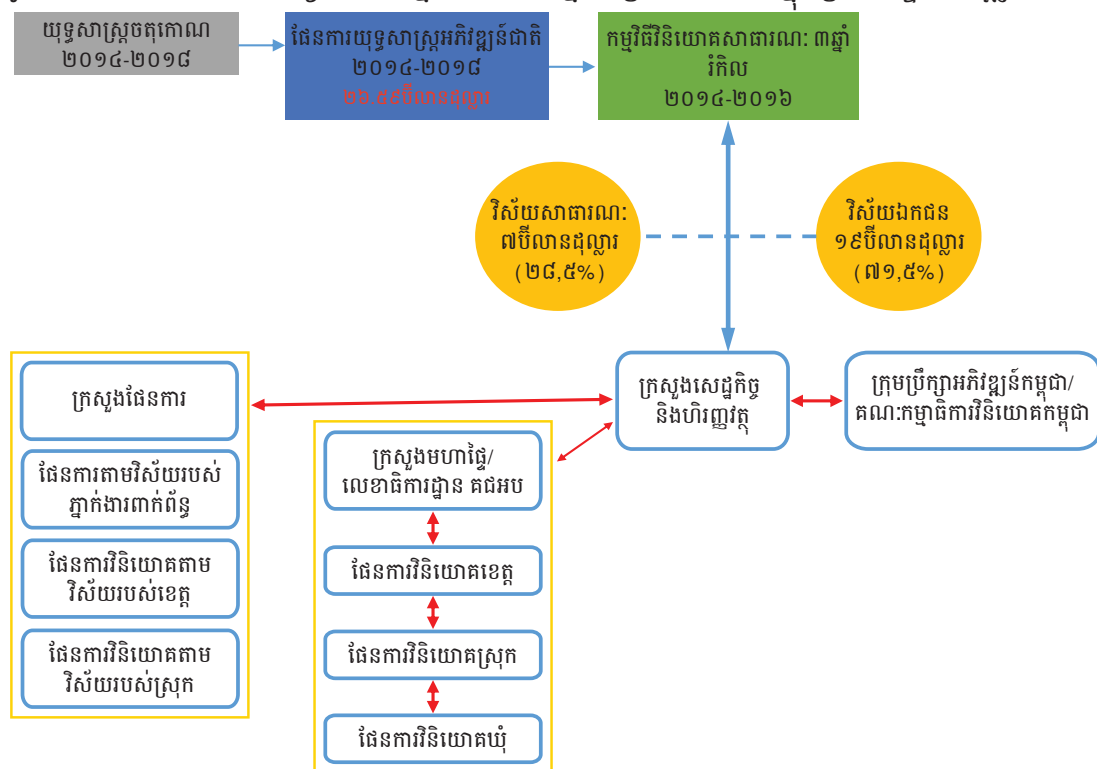 យុទ្ធសាស្ត្រចតុកោណ
២០១៤-២០១៨
ផែនការយុទ្ធសាស្ត្រអភិវឌ្ឍន៍ជាតិ
២០១៤-២០១៨
២៦.៥៩ប៊ីលានដុល្លារ
កម្មវិធីវិនិយោគសាធារណៈ ៣ឆ្នាំ
រំកិល
២០១៤-២០១៦
វិស័យសាធារណៈ
៧ប៊ីលានដុល្លារ
(២៨,៥%)
វិស័យឯកជន
១៩ប៊ីលានដុល្លារ
(៧១,៥%)
ក្រសួងផែនការ
ផែនការតាមវិស័យរបស់
ភ្នាក់ងារពាក់ព័ន្ធ
ផែនការវិនិយោគតាម
វិស័យរបស់ខេត្ត
ផែនការវិនិយោគតាម
វិស័យរបស់ស្រុក
ក្រសួងមហាផ្ទៃ/
លេខាធិការដ្ឋាន គជអប
ផែនការវិនិយោគខេត្ត
ផែនការវិនិយោគស្រុក
ផែនការវិនិយោគឃុំ
ក្រសួងសេដ្ឋកិច្ច
និងហិរញ្ញវត្ថុ
ក្រុមប្រឹក្សាអភិវឌ្ឍន៍កម្ពុជា/
គណៈកម្មាធិការវិនិយោគកម្ពុជា